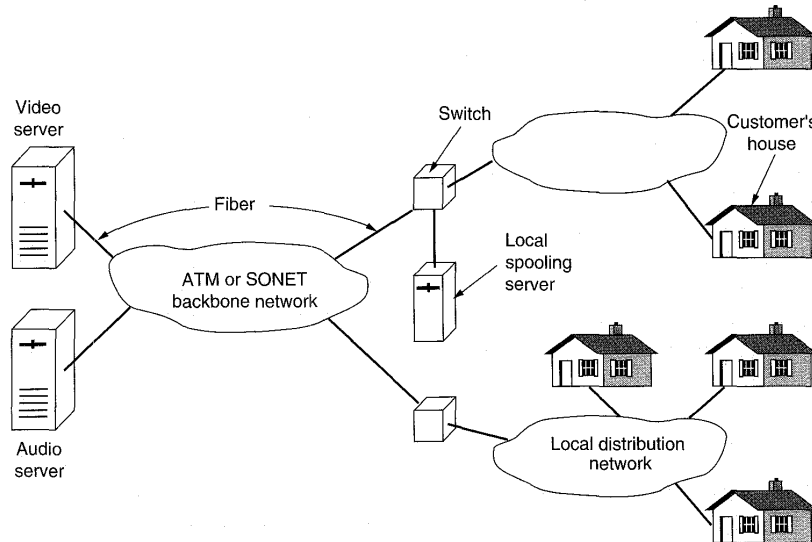 Video
server
Switch
Customer's
house
Fiber
ATM or SONET
backbone network
Local
spooling
server
Audio
server
Local distribution
network